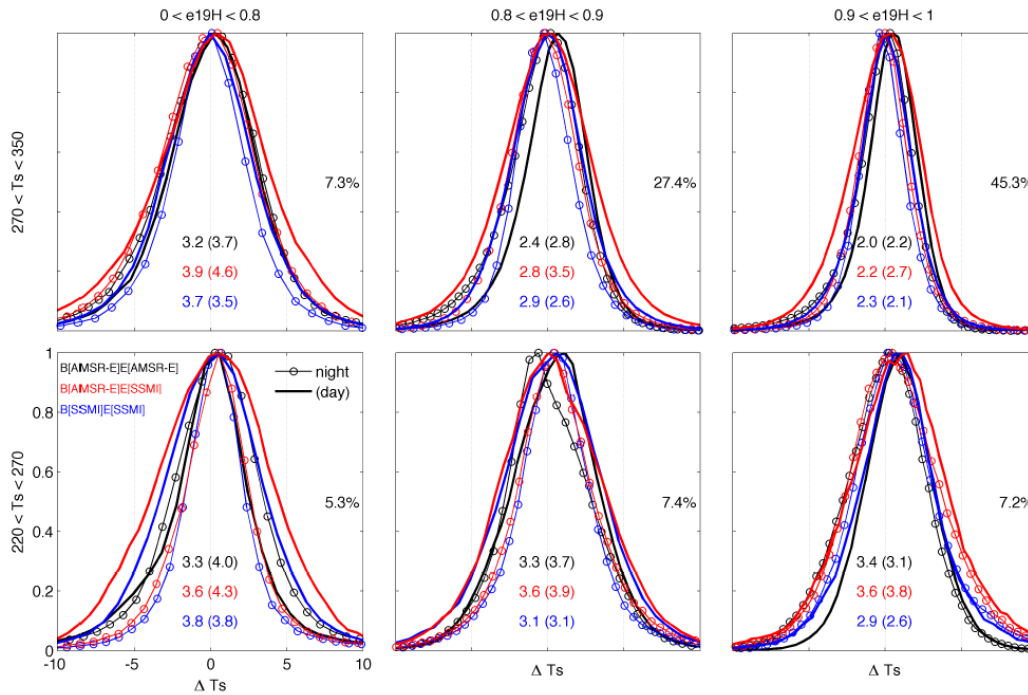 0 < e19H < 0.8
0.8 < e19H < 0.9
0.9 < e19H < 1
270 < Ts < 350
7.3%
3.2 (3.7)
3.9 (4.6)
3.7 (3.5)
27.4%
2.4 (2.8)
2.8 (3.5)
2.9 (2.6)
45.3%
2.0 (2.2)
2.2 (2.7)
2.3 (2.1)
220 < Ts < 270
1
0.8
0.6
0.4
0.2
0
B[AMSR-E]E[AMSR-E]
B[AMSR-E]E[SSMI]
B[SSMI]E[SSMI]
night
(day)
5.3%
3.3 (4.0)
3.6 (4.3)
3.8 (3.8)
7.4%
3.3 (3.7)
3.6 (3.9)
3.1 (3.1)
7.2%
3.4 (3.1)
3.6 (3.8)
2.9 (2.6)
-10 -5 0 5 10
Δ Ts
Δ Ts
Δ Ts